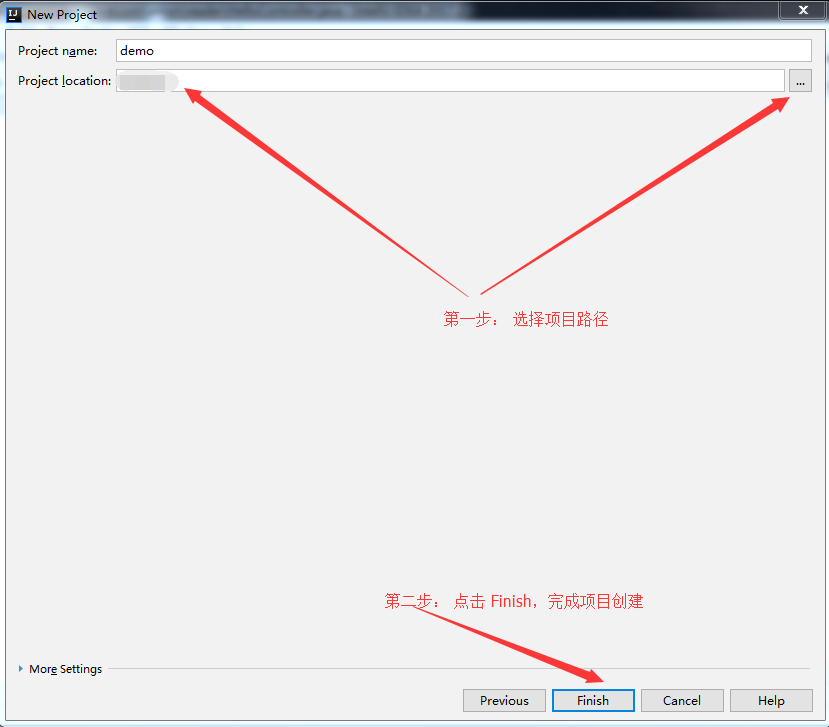 New Project
Project name:
demo
Project location:
...
第一步： 选择项目路径
第二步： 点击 Finish，完成项目创建
More Settings
Previous
Finish
Cancel
Help